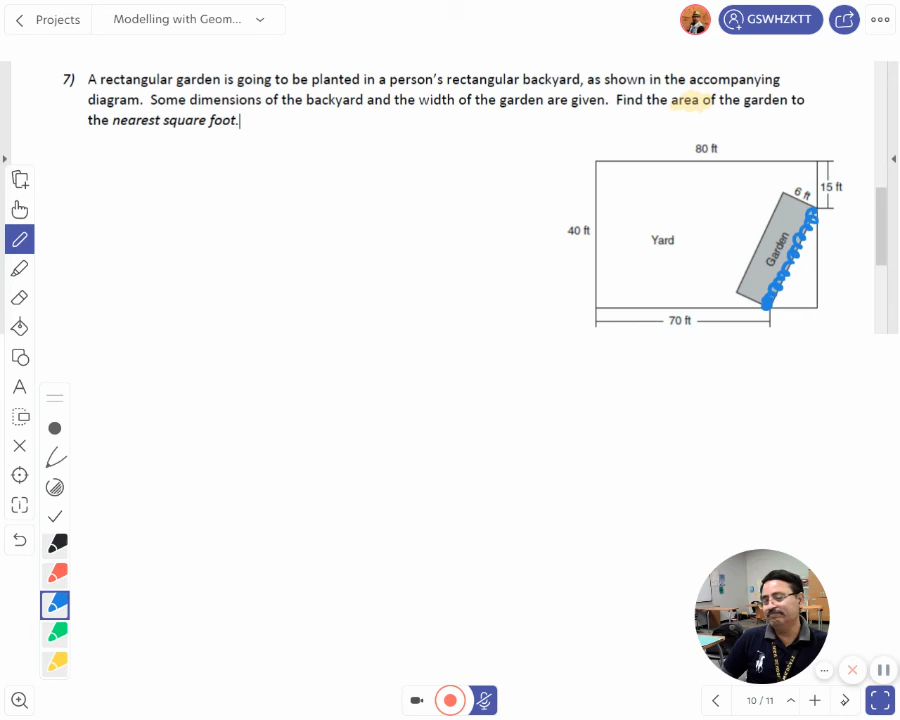 Projects
Modelling with Geom...
GSWHZKTT
7) A rectangular garden is going to be planted in a person's rectangular backyard, as shown in the accompanying
diagram. Some dimensions of the backyard and the width of the garden are given. Find the area of the garden to
the nearest square foot.
80 ft
6 ft
15 ft
40 ft
Yard
Garden
70 ft
A
10 / 11